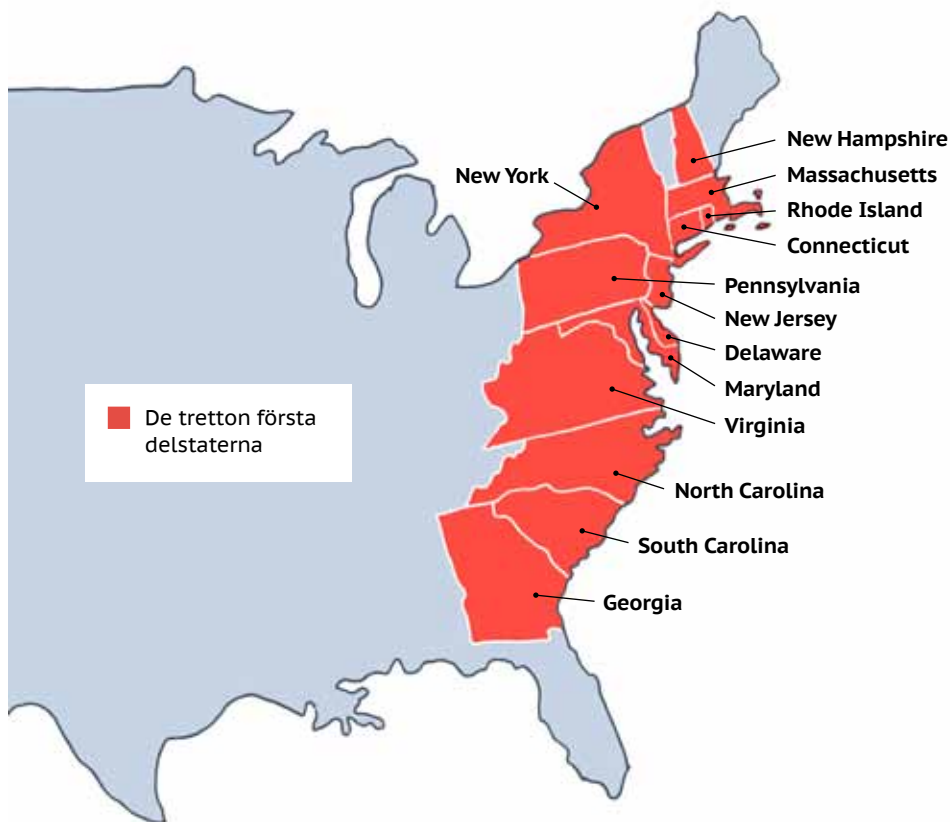 New Hampshire
New York
Massachusetts
Rhode Island
Connecticut
Pennsylvania
New Jersey
Delaware
Maryland
Virginia
De tretton första
delstaterna
North Carolina
South Carolina
Georgia